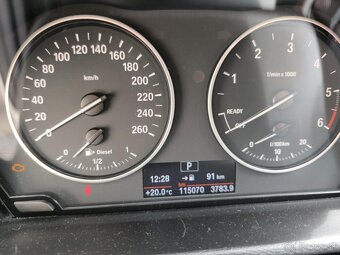 80 100 120 140 160 180 200 220 240 260
60
40
20
km/h
0 1/2 1
Diesel
1 2 3 4 5 6
1/min x 1000
READY
OFF
0 10 20
l/100km
P
12:28 91 km
+20.0°C km 115070 3783.9